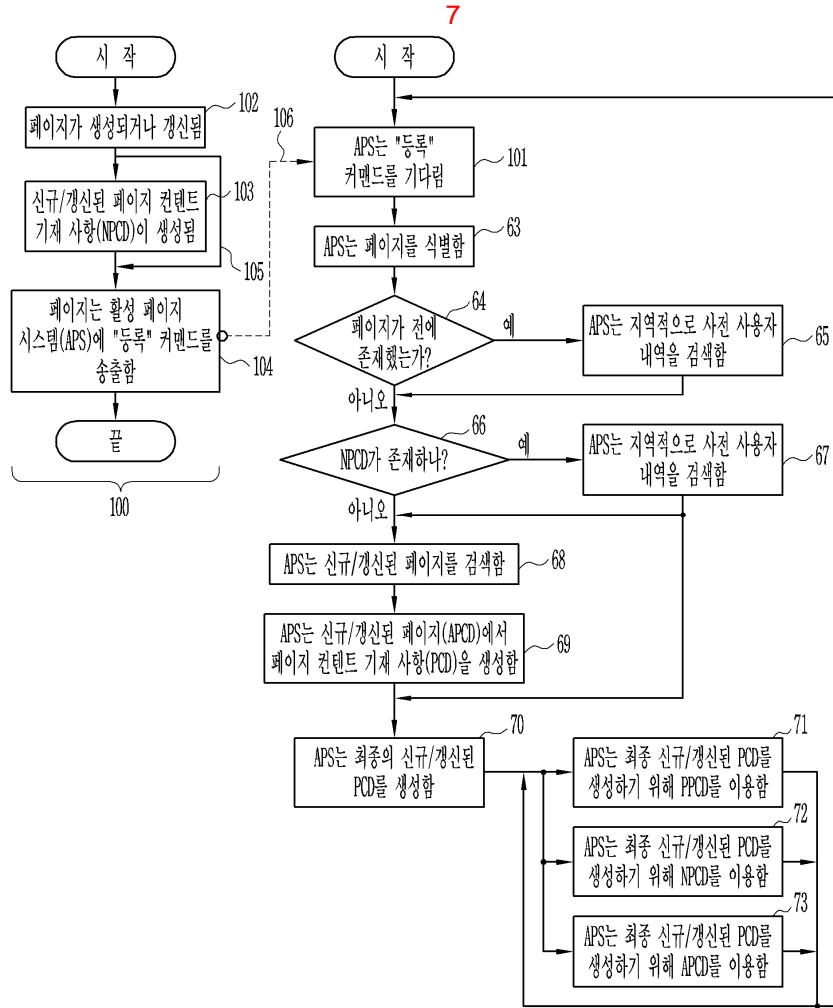 7
시 작
페이지가 생성되거나 갱신됨
102
신규/갱신된 페이지 컨텐트
기재 사항(NPCD)이 생성됨
103
105
페이지는 활성 페이지
시스템(APS)에 "등록" 커맨드를
송출함
104
끝
100
106
시 작
APS는 "등록"
커맨드를 기다림
101
APS는 페이지를 식별함
63
페이지가 전에
존재했는가?
64
예
APS는 지역적으로 사전 사용자
내역을 검색함
65
아니오
NPCD가 존재하나?
66
예
APS는 지역적으로 사전 사용자
내역을 검색함
67
아니오
APS는 신규/갱신된 페이지를 검색함
68
APS는 신규/갱신된 페이지(APCD)에서
페이지 컨텐트 기재 사항(PCD)을 생성함
69
APS는 최종의 신규/갱신된
PCD를 생성함
70
APS는 최종 신규/갱신된 PCD를
생성하기 위해 PPCD를 이용함
71
APS는 최종 신규/갱신된 PCD를
생성하기 위해 NPCD를 이용함
72
APS는 최종 신규/갱신된 PCD를
생성하기 위해 APCD를 이용함
73